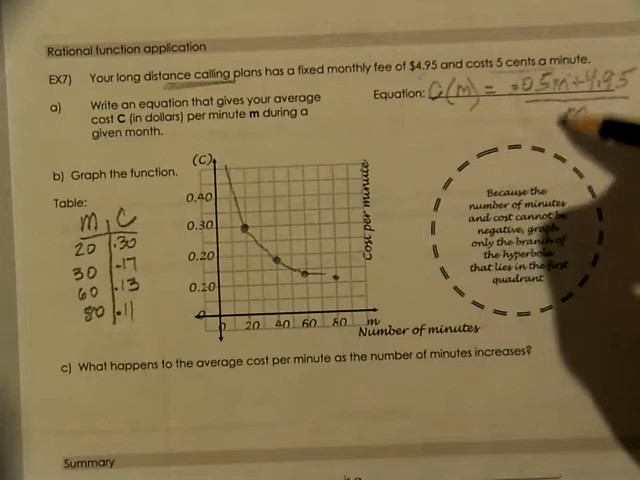 Rational function application
EX7) Your long distance calling plans has a fixed monthly fee of $4.95 and costs 5 cents a minute.
a) Write an equation that gives your average
cost C (in dollars) per minute m during a
given month.
Equation: C(m) = .05m+4.95
m
b) Graph the function.
Table:
M C
20 .30
30 .17
60 .13
80 .11
(C)
0.40
0.30
0.20
0.10
0
0 20 40 60 80 m
Number of minutes
Cost per minute
Because the
number of minutes
and cost cannot be
negative, graph
only the branch of
the hyperbola
that lies in the first
quadrant.
c) What happens to the average cost per minute as the number of minutes increases?
Summary